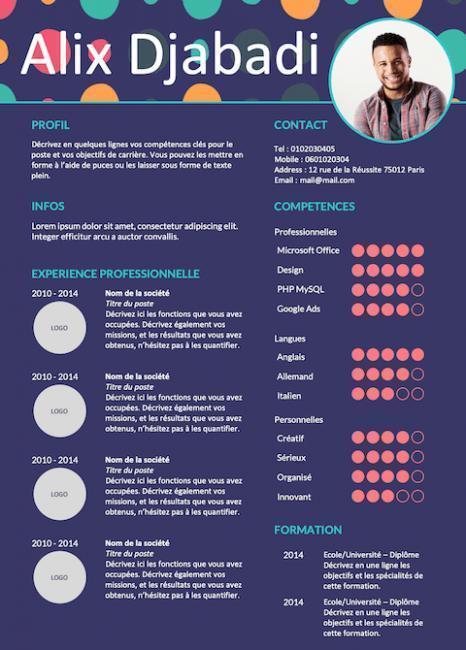 Alix Djabadi
PROFIL
Décrivez en quelques lignes vos compétences clés pour le
poste et vos objectifs de carrière. Vous pouvez les mettre en
forme à l'aide de puces ou les laisser sous forme de texte
plein.
INFOS
Lorem ipsum dolor sit amet, consectetur adipiscing elit.
Integer efficitur arcu a auctor convallis.
EXPERIENCE PROFESSIONNELLE
2010 - 2014
LOGO
Nom de la société
Titre du poste
Décrivez ici les fonctions que vous avez
occupées. Décrivez également vos
missions, et les résultats que vous avez
obtenus, n'hésitez pas à les quantifier.
2010 - 2014
LOGO
Nom de la société
Titre du poste
Décrivez ici les fonctions que vous avez
occupées. Décrivez également vos
missions, et les résultats que vous avez
obtenus, n'hésitez pas à les quantifier.
2010 - 2014
LOGO
Nom de la société
Titre du poste
Décrivez ici les fonctions que vous avez
occupées. Décrivez également vos
missions, et les résultats que vous avez
obtenus, n'hésitez pas à les quantifier.
2010 - 2014
LOGO
Nom de la société
Titre du poste
Décrivez ici les fonctions que vous avez
occupées. Décrivez également vos
missions, et les résultats que vous avez
obtenus, n'hésitez pas à les quantifier.
CONTACT
Tel : 0102030405
Mobile : 0601020304
Address : 12 rue de la Réussite 75012 Paris
Email : mail@mail.com
COMPETENCES
Professionnelles
Microsoft Office
Design
PHP MySQL
Google Ads
Langues
Anglais
Allemand
Italien
Personnelles
Créatif
Sérieux
Organisé
Innovant
FORMATION
2014
Ecole/Université – Diplôme
Décrivez en une ligne les
objectifs et les spécialités de
cette formation.
2014
Ecole/Université – Diplôme
Décrivez en une ligne les
objectifs et les spécialités de
cette formation.